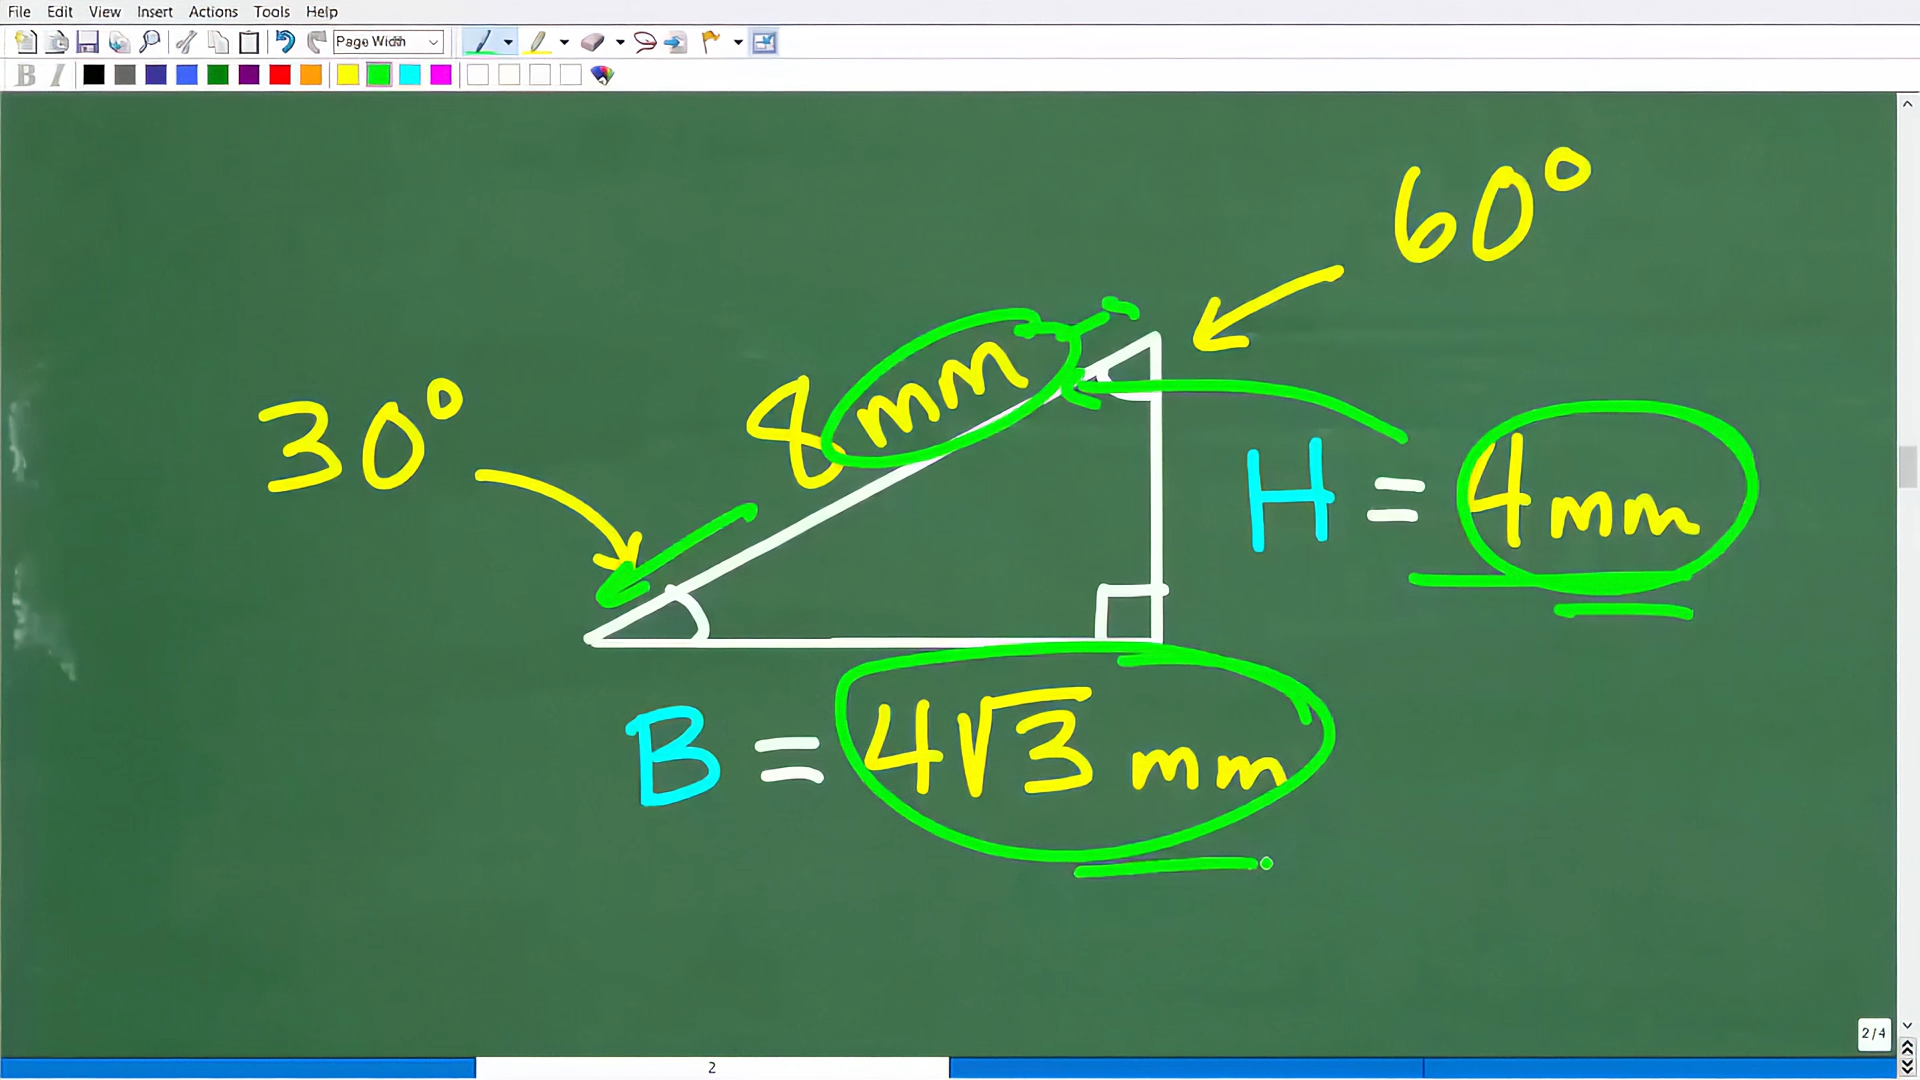 File Edit View Insert Actions Tools Help
Page Width
B I
60°
30°
8mm
H = 4mm
B = 4√3 mm
2/4
2